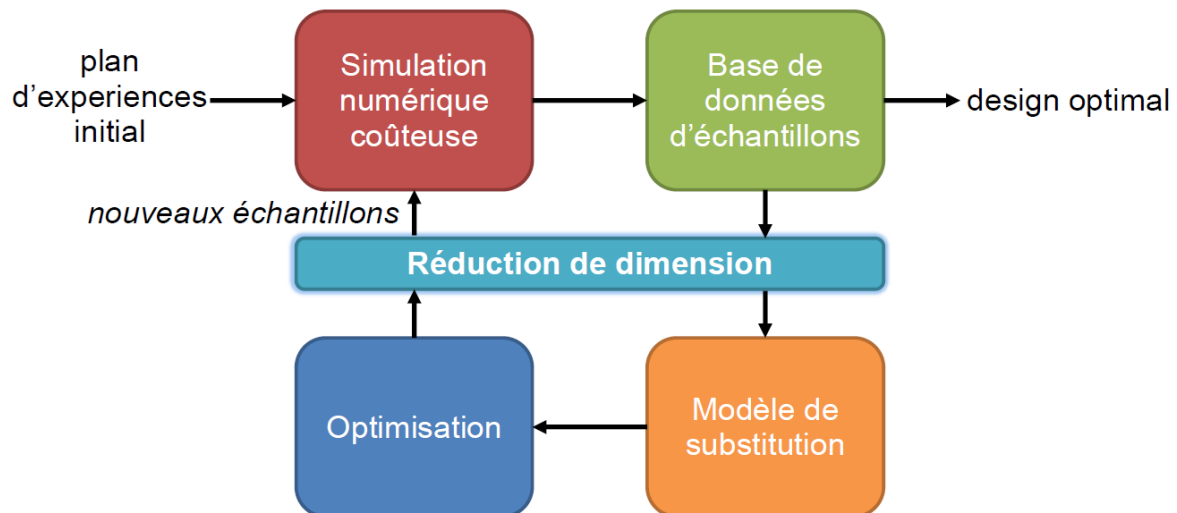 plan
d'experiences
initial
Simulation
numérique
coûteuse
Base de
données
d'échantillons
design optimal
nouveaux échantillons
Réduction de dimension
Optimisation
Modèle de
substitution